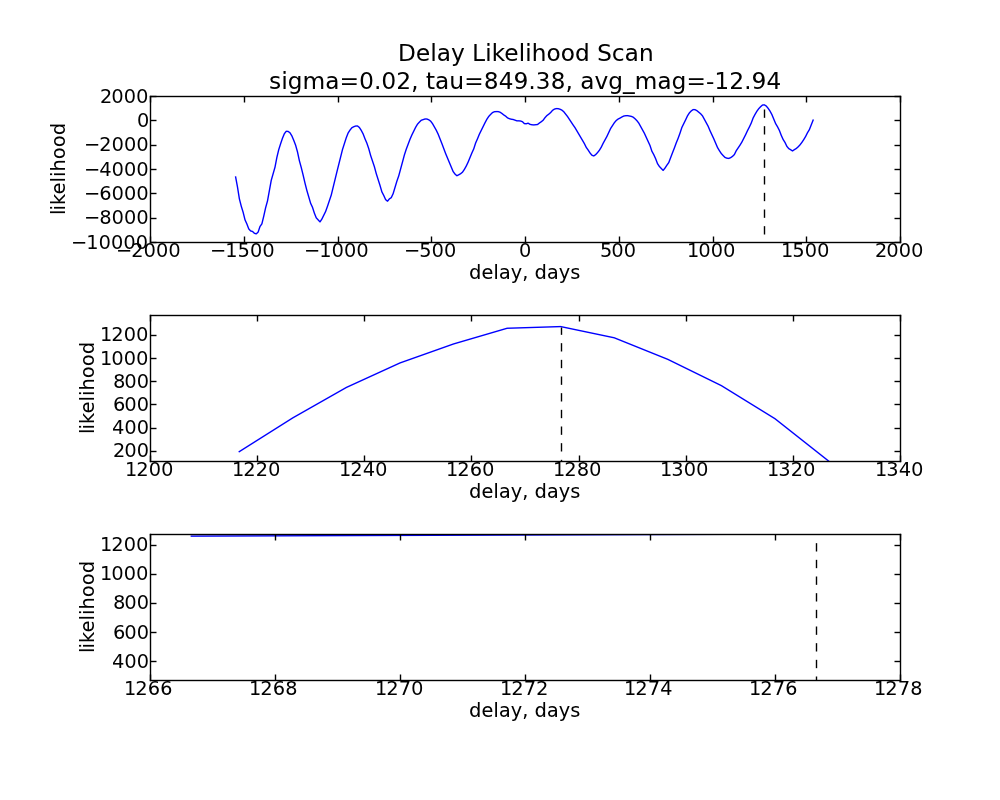 Delay Likelihood Scan
sigma=0.02, tau=849.38, avg_mag=-12.94
2000
0
−2000
−4000
−6000
−8000
−10000
likelihood
−2000 −1500 −1000 −500 0 500 1000 1500 2000
delay, days
1200
1000
800
600
400
200
likelihood
1200 1220 1240 1260 1280 1300 1320 1340
delay, days
1200
1000
800
600
400
likelihood
1266 1268 1270 1272 1274 1276 1278
delay, days